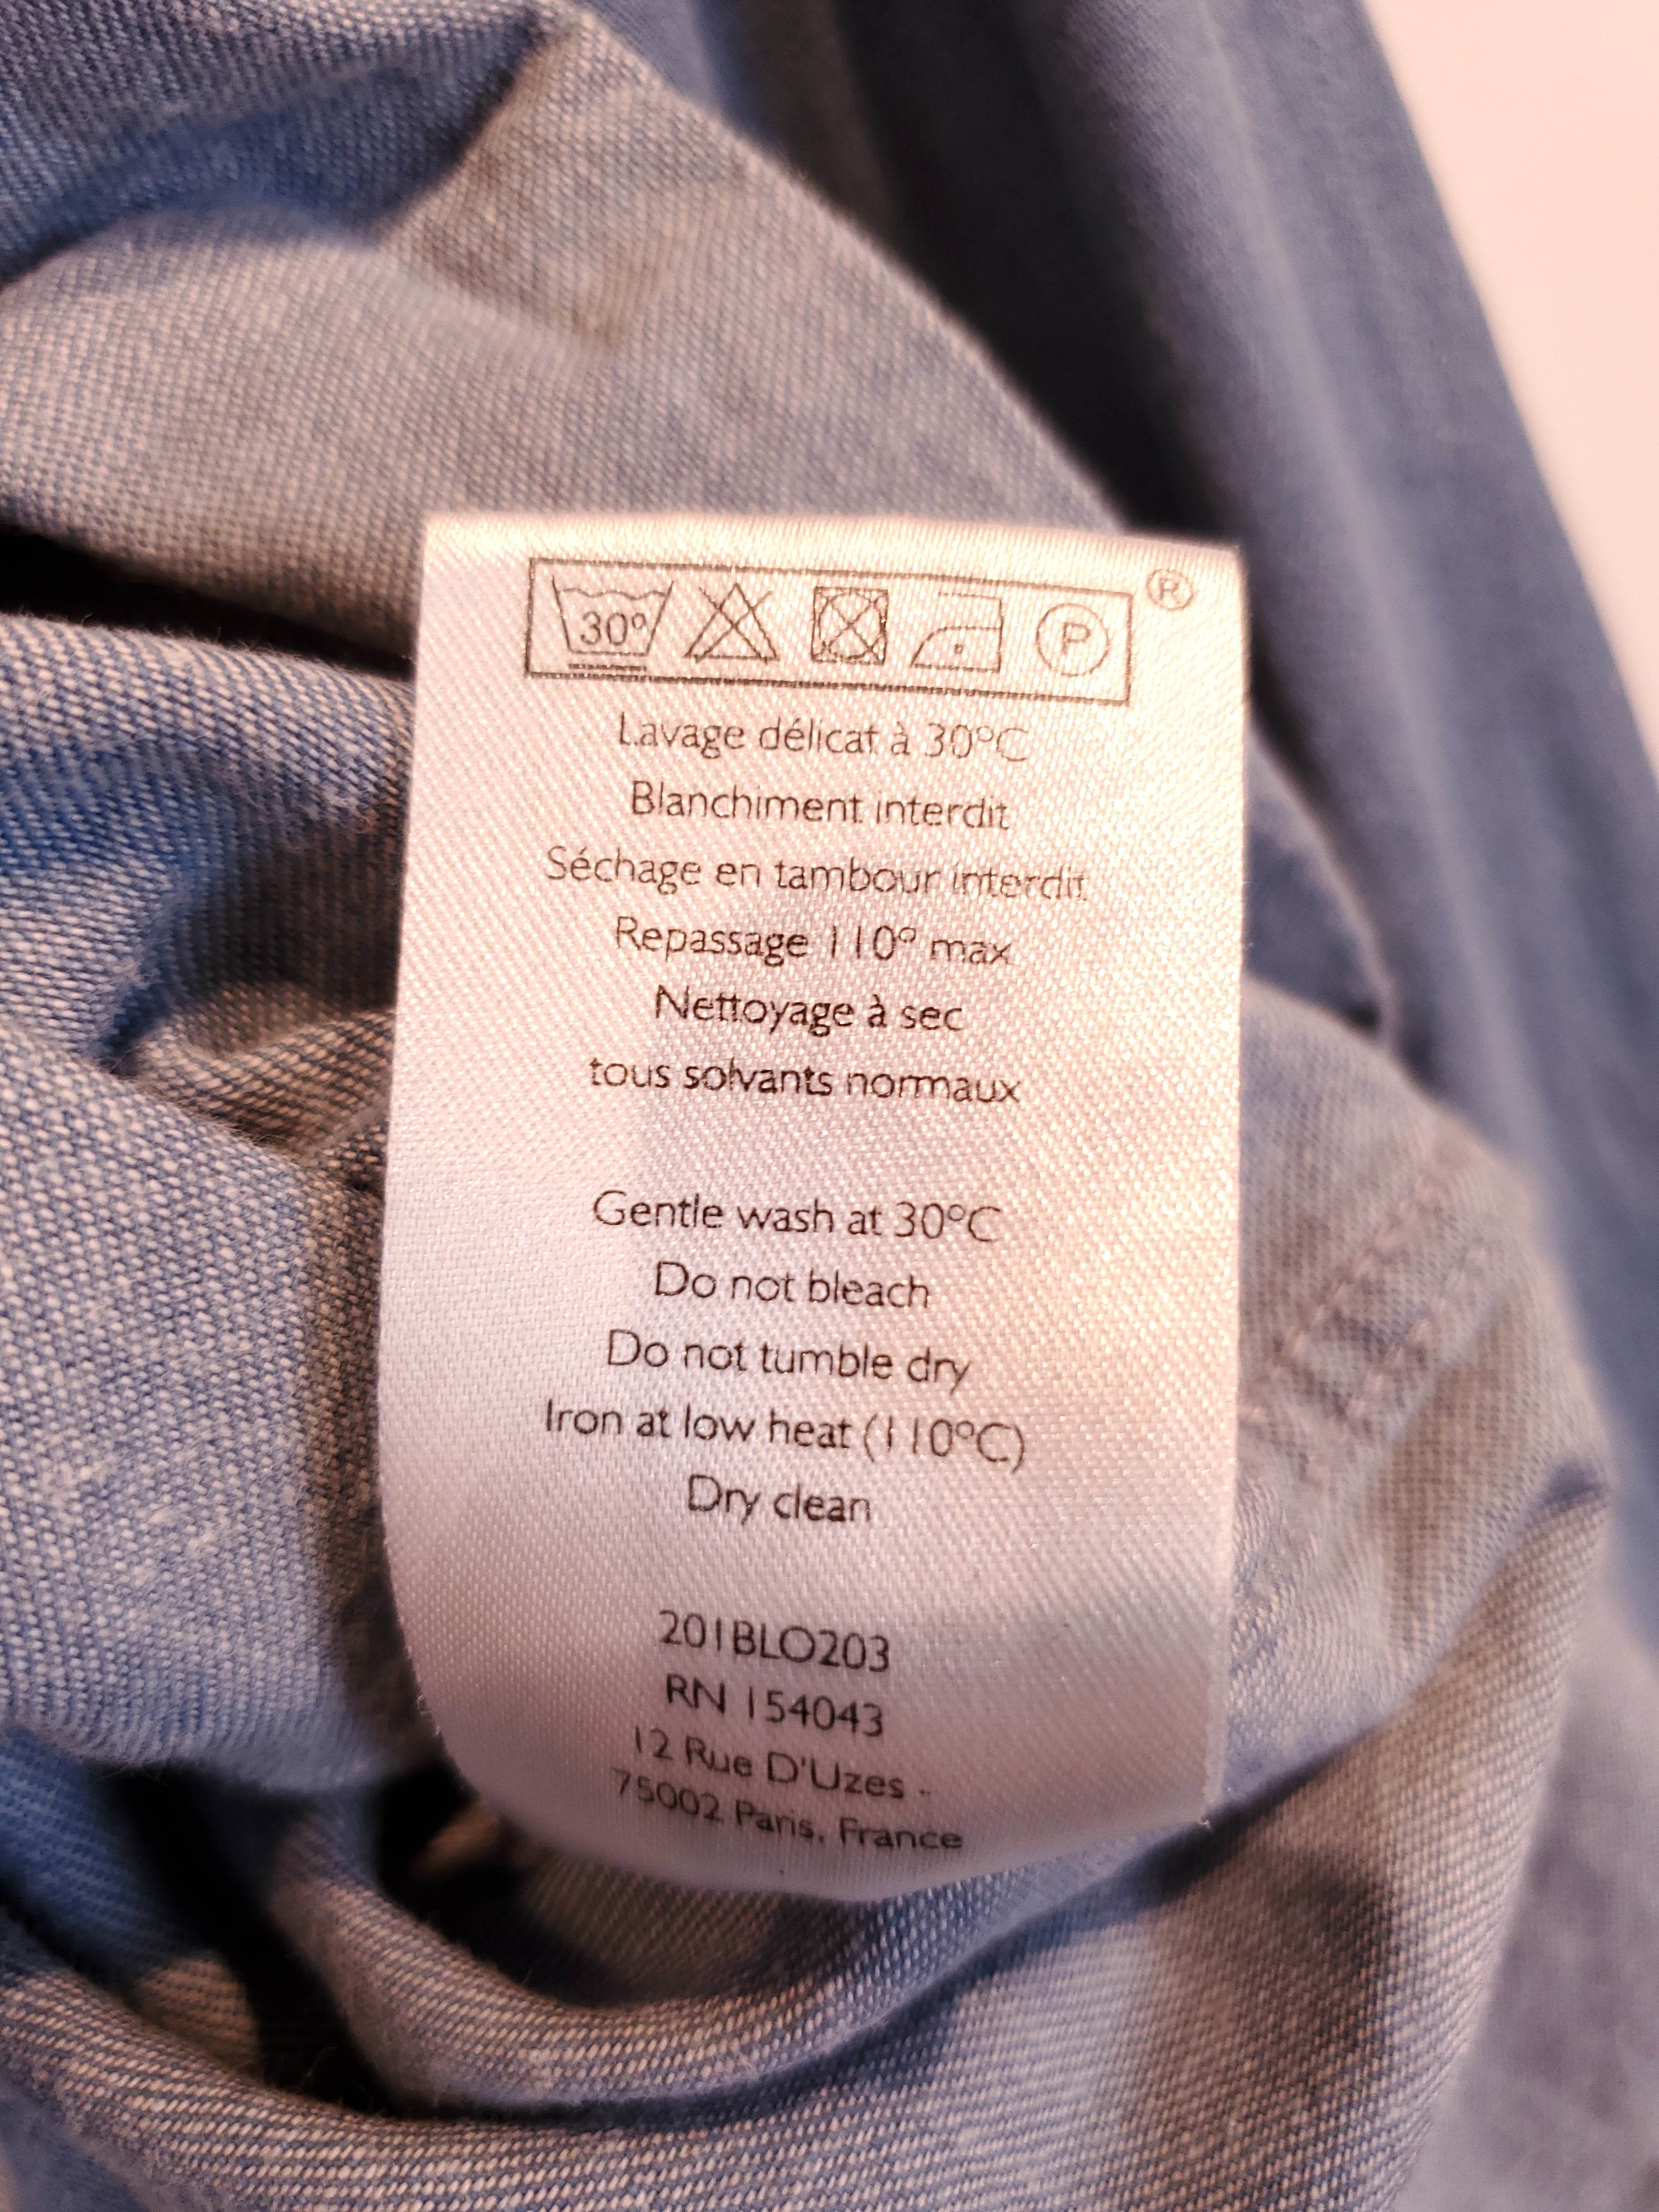 30°
P
®
Lavage délicat à 30°C
Blanchiment interdit
Séchage en tambour interdit
Repassage 110° max
Nettoyage à sec
tous solvants normaux
Gentle wash at 30°C
Do not bleach
Do not tumble dry
Iron at low heat (110°C)
Dry clean
201BLO203
RN 154043
12 Rue D'Uzes -
75002 Paris, France